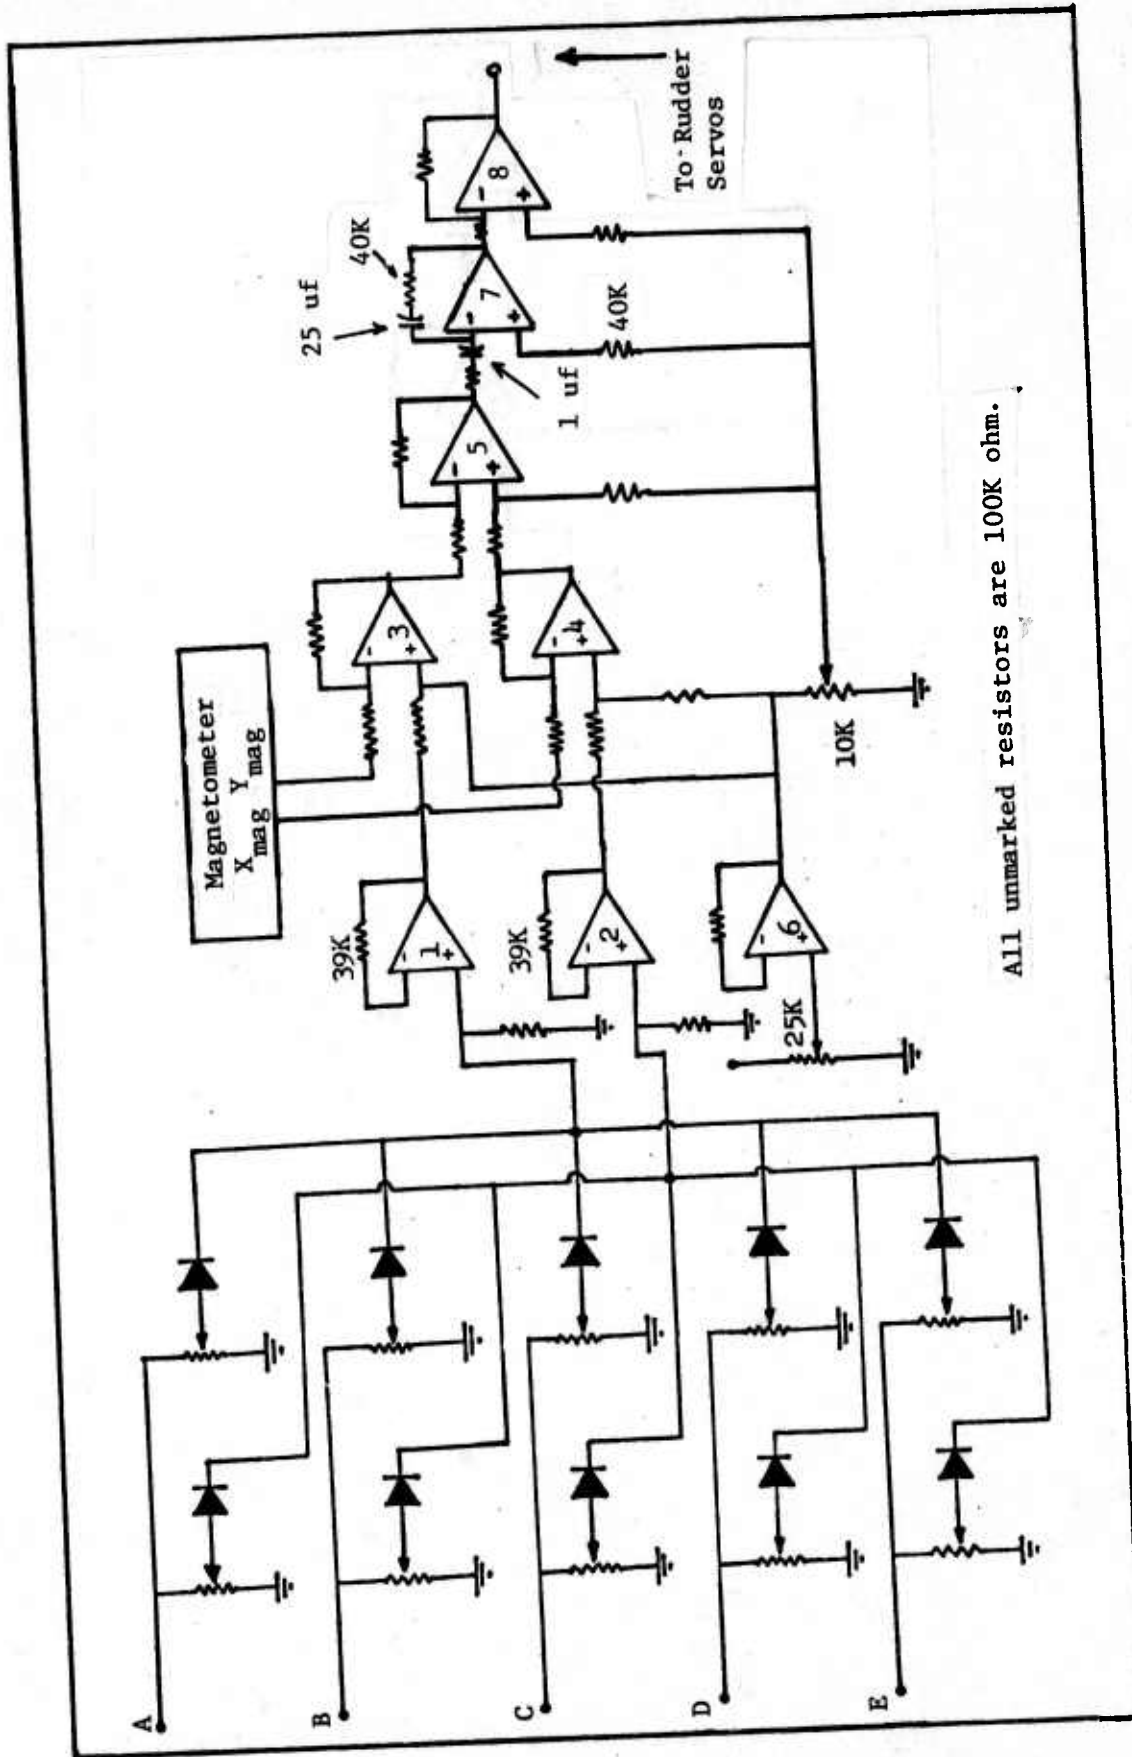 Magnetometer
X mag Y mag
39K
1
- +
39K
2
- +
25K
6
- +
3
- +
4
- +
10K
5
- +
1 uf
25 uf
40K
7
- +
40K
8
- +
To Rudder
Servos
A
B
C
D
E
All unmarked resistors are 100K ohm.